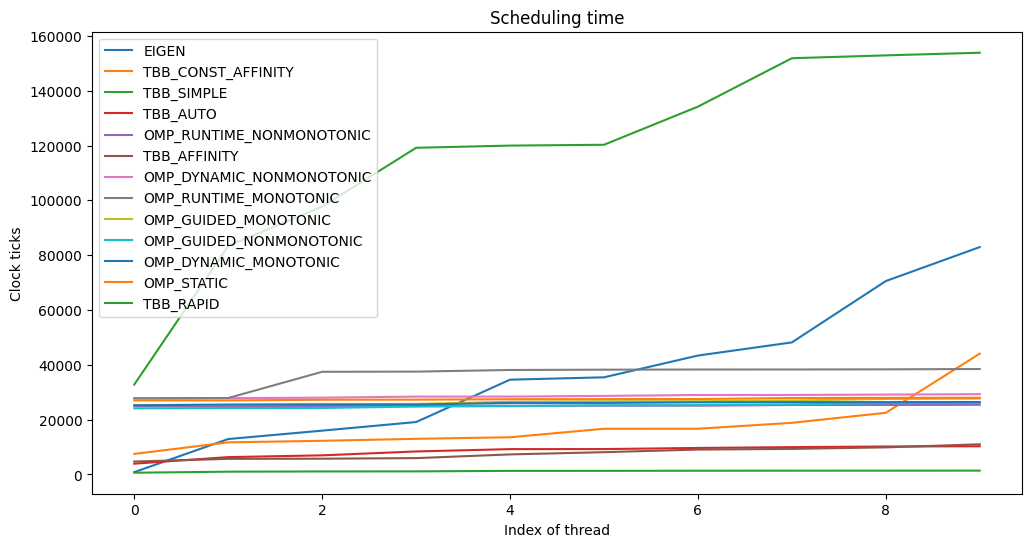 Scheduling time
160000
140000
120000
100000
80000
60000
40000
20000
0
Clock ticks
EIGEN
TBB_CONST_AFFINITY
TBB_SIMPLE
TBB_AUTO
OMP_RUNTIME_NONMONOTONIC
TBB_AFFINITY
OMP_DYNAMIC_NONMONOTONIC
OMP_RUNTIME_MONOTONIC
OMP_GUIDED_MONOTONIC
OMP_GUIDED_NONMONOTONIC
OMP_DYNAMIC_MONOTONIC
OMP_STATIC
TBB_RAPID
0 2 4 6 8
Index of thread